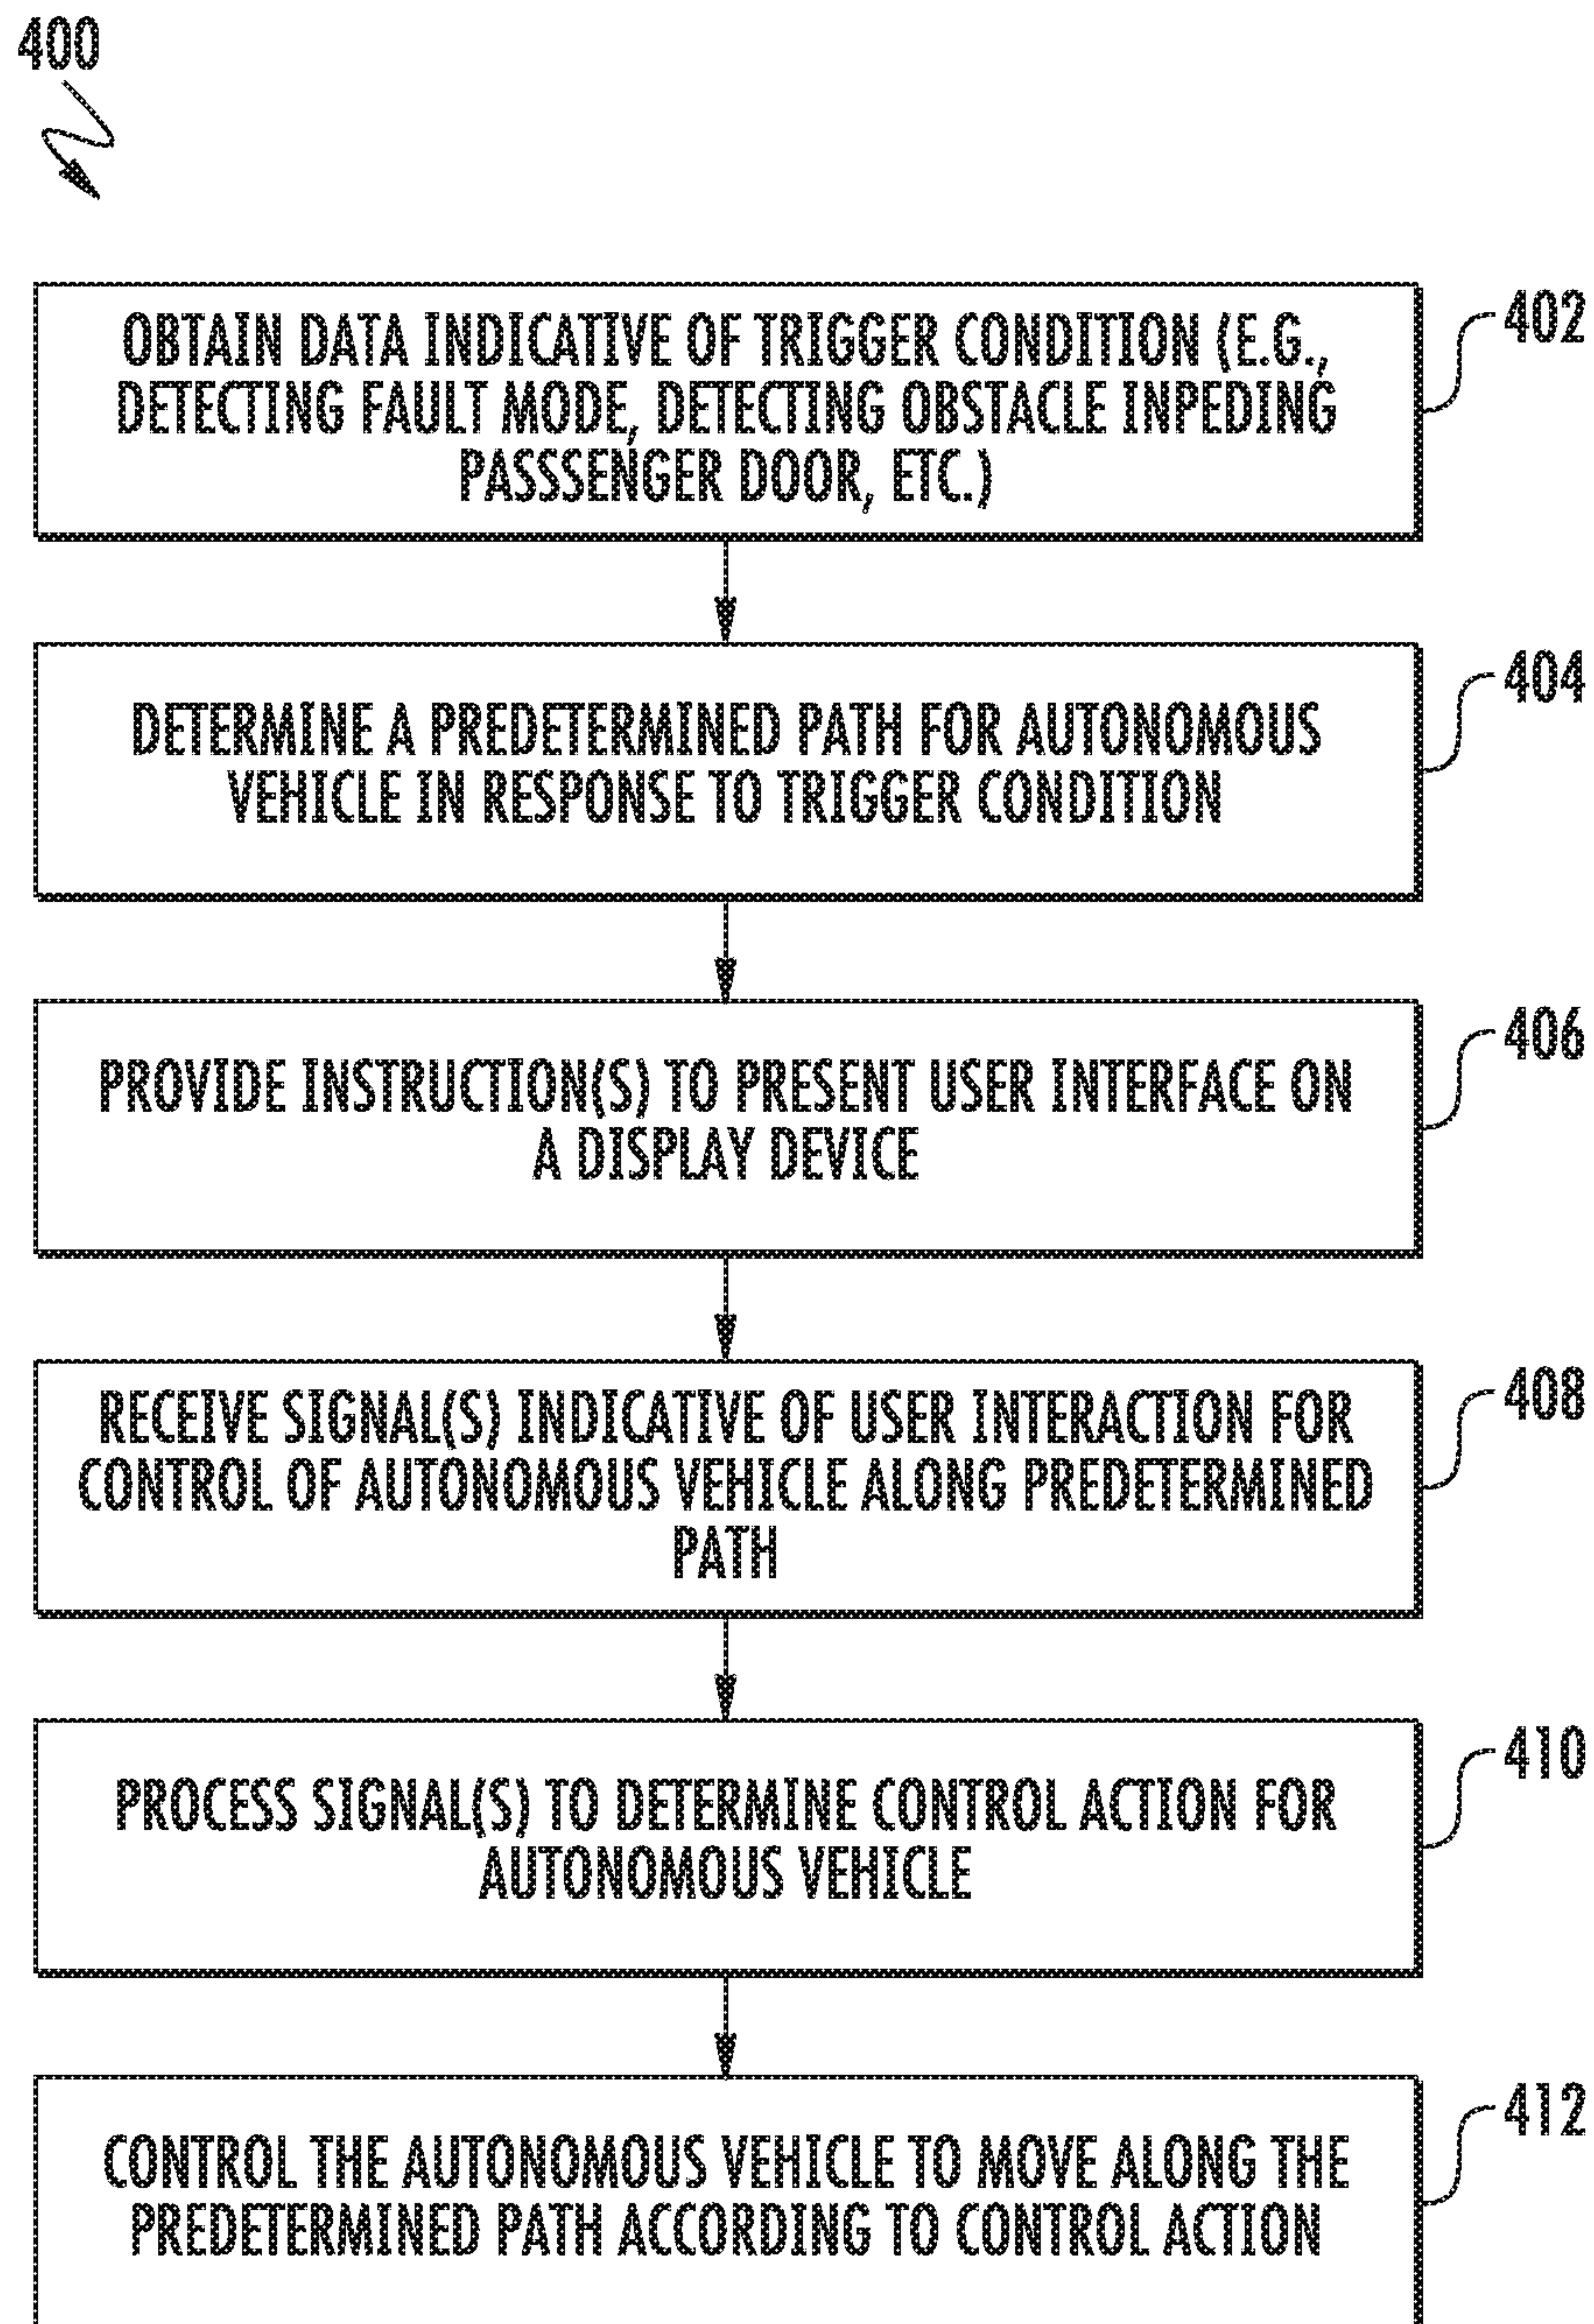 400
OBTAIN DATA INDICATIVE OF TRIGGER CONDITION (E.G.,
DETECTING FAULT MODE, DETECTING OBSTACLE INPEDING
PASSSENGER DOOR, ETC.)
402
DETERMINE A PREDETERMINED PATH FOR AUTONOMOUS
VEHICLE IN RESPONSE TO TRIGGER CONDITION
404
PROVIDE INSTRUCTION(S) TO PRESENT USER INTERFACE ON
A DISPLAY DEVICE
406
RECEIVE SIGNAL(S) INDICATIVE OF USER INTERACTION FOR
CONTROL OF AUTONOMOUS VEHICLE ALONG PREDETERMINED
PATH
408
PROCESS SIGNAL(S) TO DETERMINE CONTROL ACTION FOR
AUTONOMOUS VEHICLE
410
CONTROL THE AUTONOMOUS VEHICLE TO MOVE ALONG THE
PREDETERMINED PATH ACCORDING TO CONTROL ACTION
412